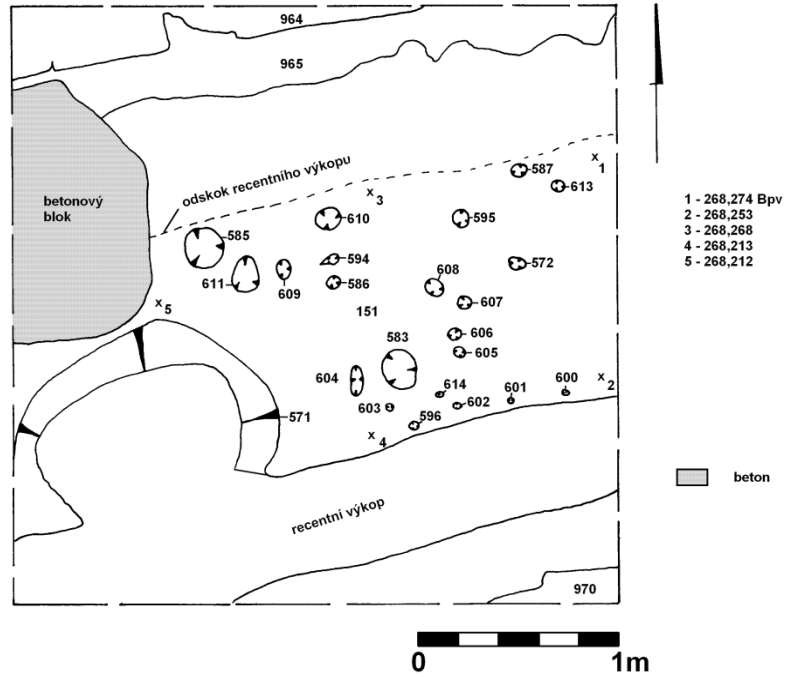 964
965
odskok recentního výkopu
betonový
blok
x 1
587
613
x 3
610
595
585
594
572
611
609
586
608
607
151
x 5
583
606
605
604
600
x 2
614
601
603
602
571
596
x 4
recentní výkop
970
1 - 268,274 Bpv
2 - 268,253
3 - 268,268
4 - 268,213
5 - 268,212
beton
0
1m